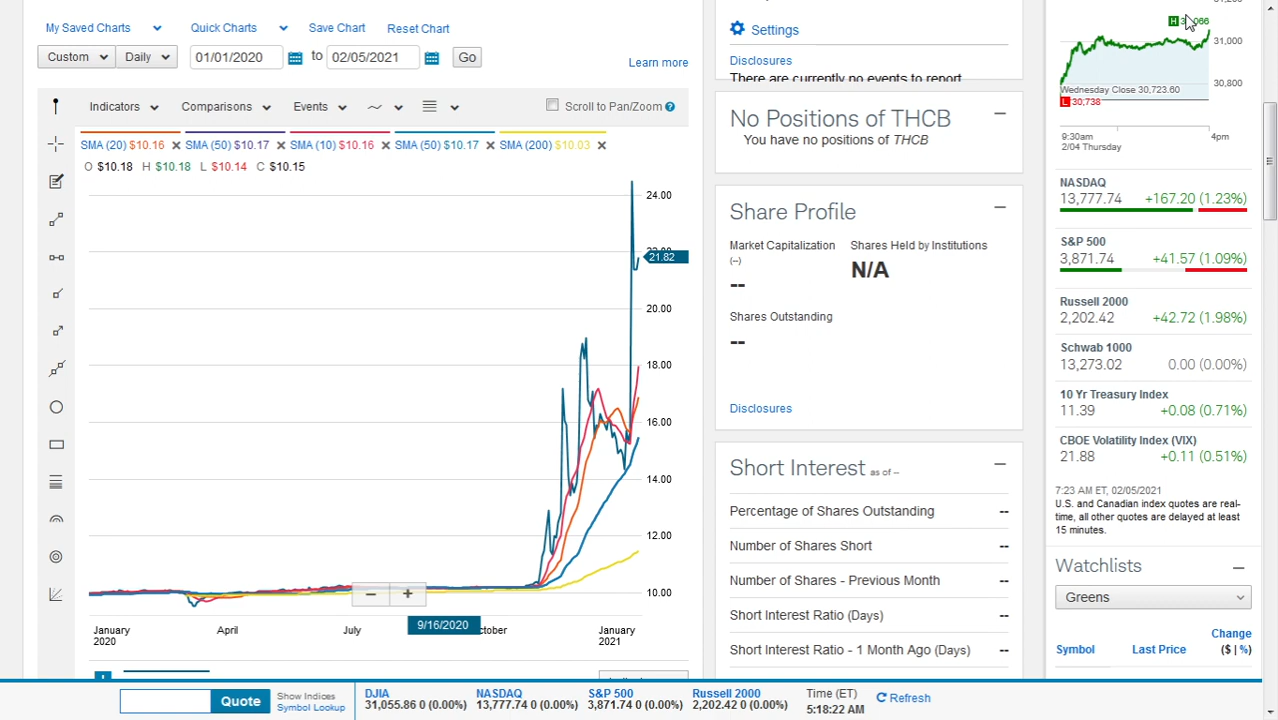 My Saved Charts
Quick Charts
Save Chart
Reset Chart
Custom
Daily
01/01/2020
to
02/05/2021
Go
Learn more
Indicators
Comparisons
Events
Scroll to Pan/Zoom
SMA (20) $10.16
SMA (50) $10.17
SMA (10) $10.16
SMA (50) $10.17
SMA (200) $10.03
O $10.18 H $10.18 L $10.14 C $10.15
24.00
21.82
20.00
18.00
16.00
14.00
12.00
10.00
9/16/2020
January
2020
April
July
January
2021
Settings
Disclosures
There are currently no events to report
No Positions of THCB
You have no positions of THCB
Share Profile
Market Capitalization
(--)
--
Shares Held by Institutions
N/A
Shares Outstanding
--
Disclosures
Short Interest as of --
Percentage of Shares Outstanding --
Number of Shares Short --
Number of Shares - Previous Month --
Short Interest Ratio (Days) --
Short Interest Ratio - 1 Month Ago (Days) --
H
31,000
30,800
Wednesday Close 30,723.60
L 30,738
9:30am
2/04 Thursday
4pm
NASDAQ
13,777.74 +167.20 (1.23%)
S&P 500
3,871.74 +41.57 (1.09%)
Russell 2000
2,202.42 +42.72 (1.98%)
Schwab 1000
13,273.02 0.00 (0.00%)
10 Yr Treasury Index
11.39 +0.08 (0.71%)
CBOE Volatility Index (VIX)
21.88 +0.11 (0.51%)
7:23 AM ET, 02/05/2021
U.S. and Canadian index quotes are real-
time, all other quotes are delayed at least
15 minutes.
Watchlists
Greens
Symbol
Last Price
Change
($ | %)
Quote
Show Indices
Symbol Lookup
DJIA
31,055.86 0 (0.00%)
NASDAQ
13,777.74 0 (0.00%)
S&P 500
3,871.74 0 (0.00%)
Russell 2000
2,202.42 0 (0.00%)
Time (ET)
5:18:22 AM
Refresh